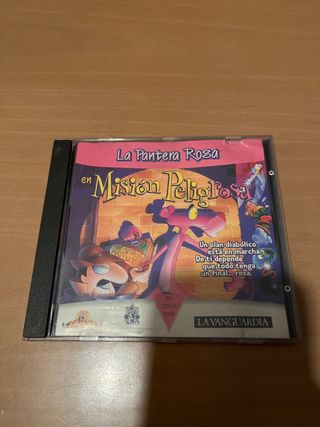 La Pantera Rosa
en Misión Peligrosa
Un plan diabólico
está en marcha.
De ti depende
que todo tenga
un final... rosa.
LA VANGUARDIA